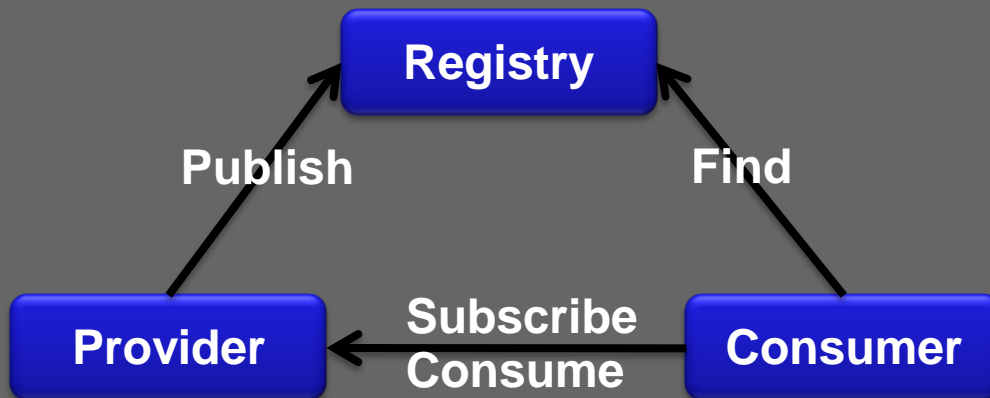 Registry
Publish
Find
Provider
Subscribe
Consume
Consumer